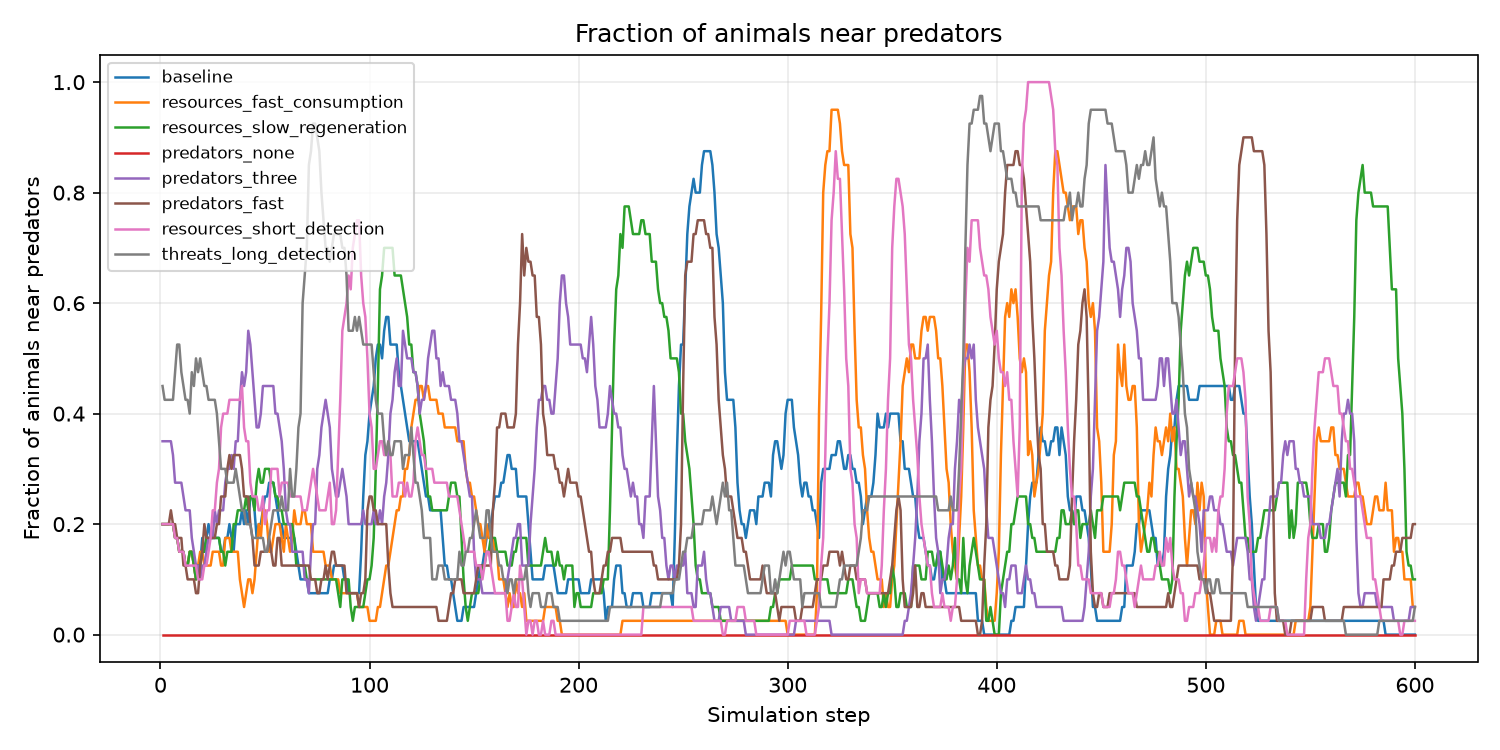 Fraction of animals near predators
Fraction of animals near predators
1.0
0.8
0.6
0.4
0.2
0.0
baseline
resources_fast_consumption
resources_slow_regeneration
predators_none
predators_three
predators_fast
resources_short_detection
threats_long_detection
0 100 200 300 400 500 600
Simulation step